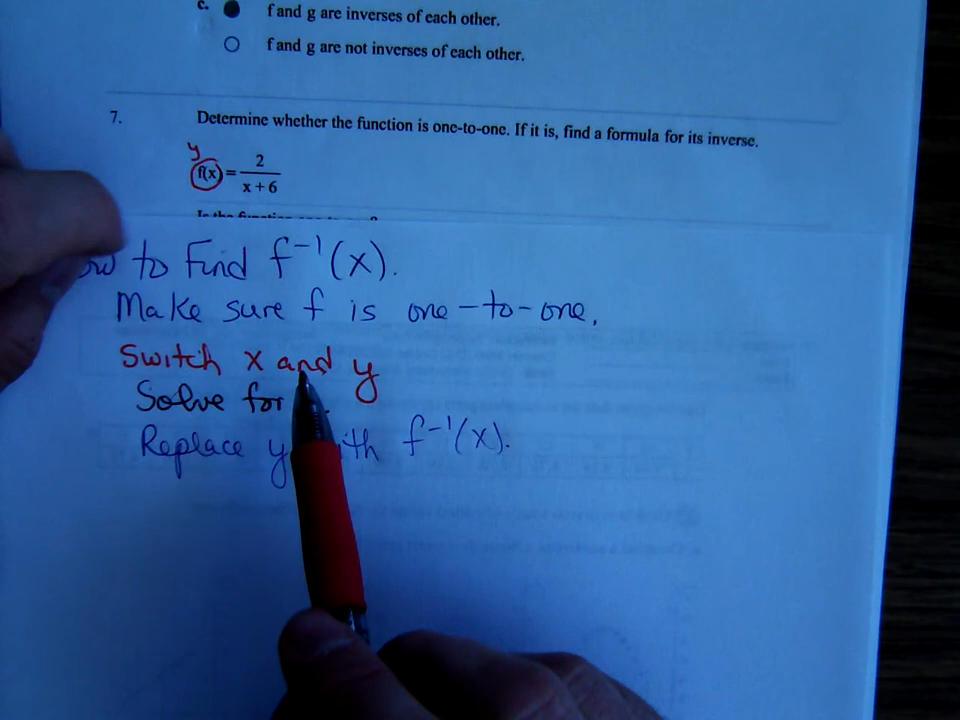 c. f and g are inverses of each other.
f and g are not inverses of each other.
7. Determine whether the function is one-to-one. If it is, find a formula for its inverse.
y
f(x) = 2
x + 6
to Find f⁻¹(x).
Make sure f is one-to-one,
Switch x and y
Solve for
Replace y f⁻¹(x).